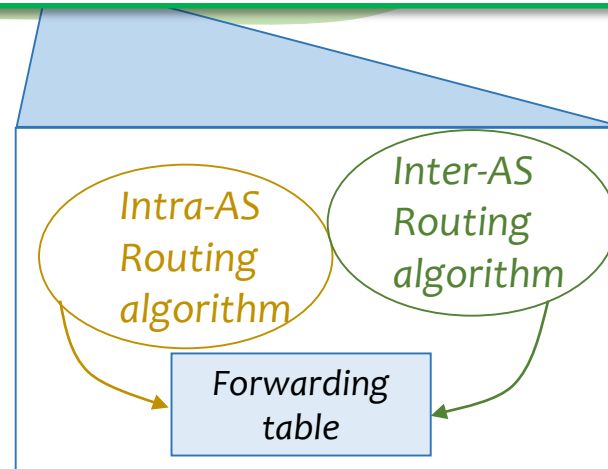 Intra-AS
Routing
algorithm
Inter-AS
Routing
algorithm
Forwarding
table